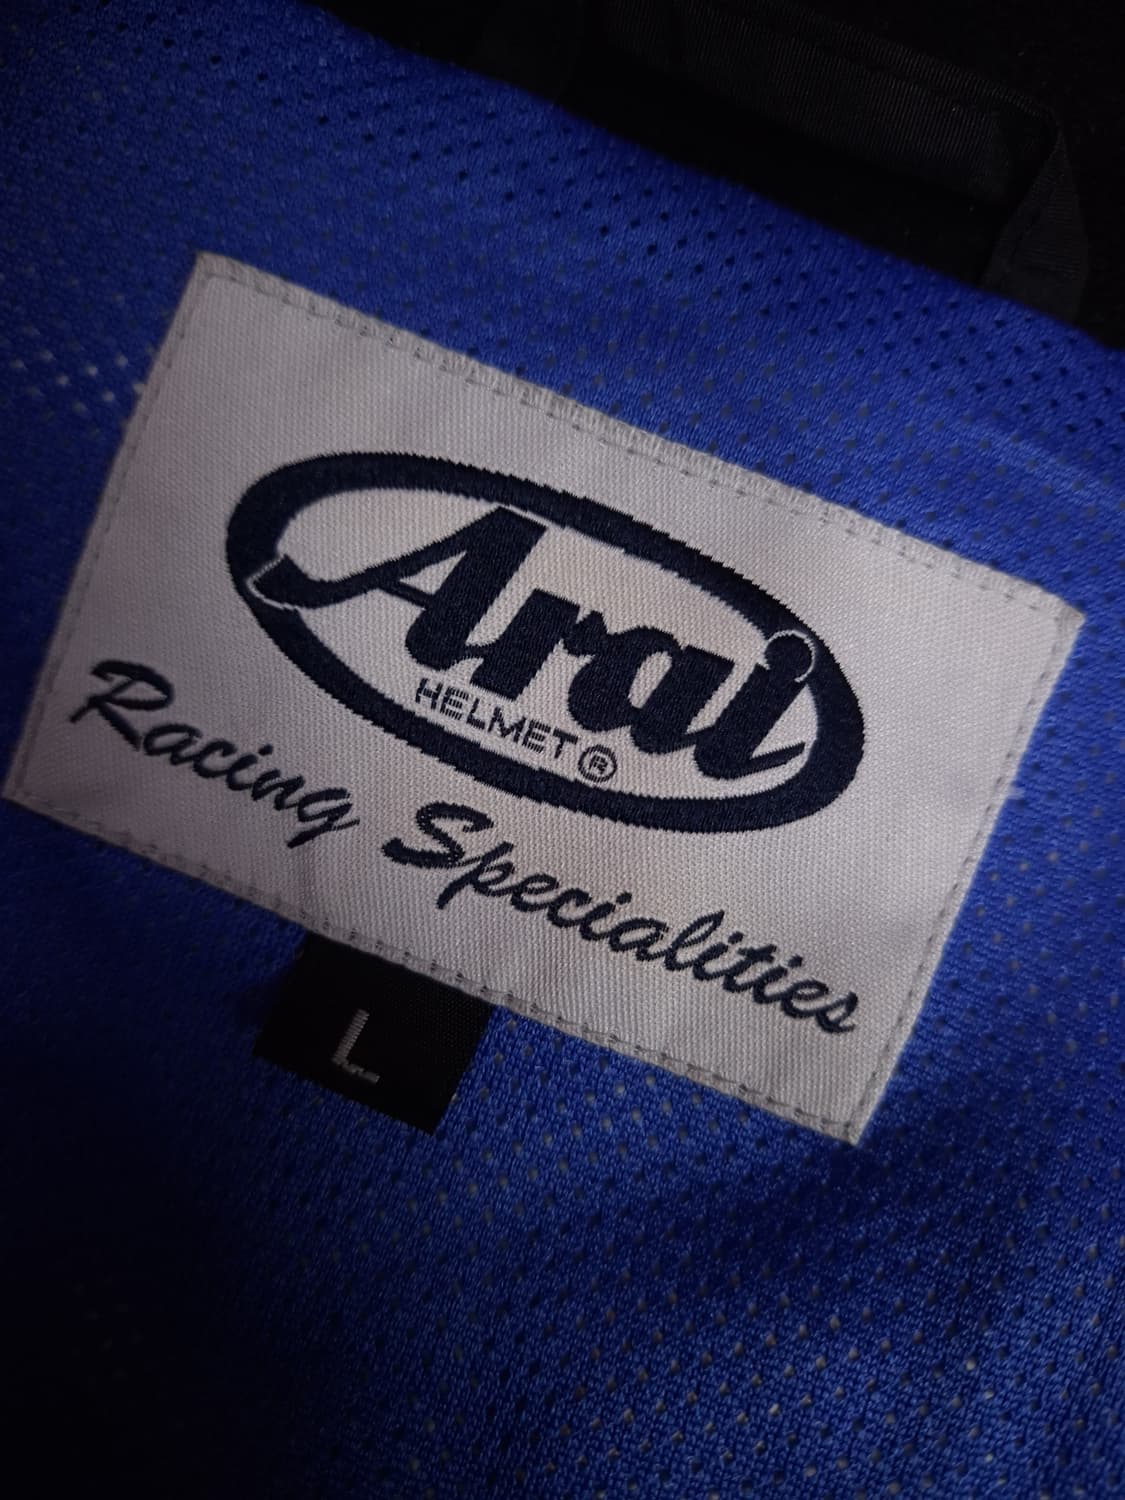 Arai
HELMET ®
Racing Specialities
L